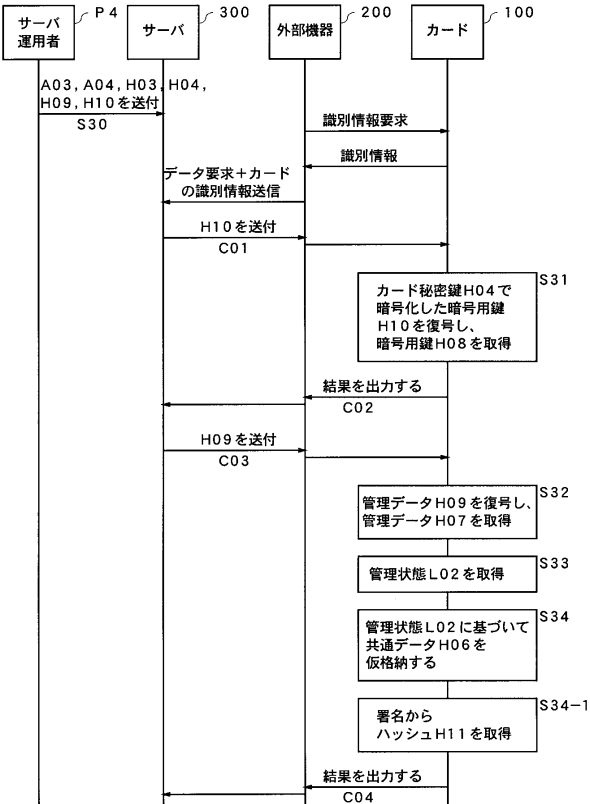 サーバ
運用者
P4
サーバ
300
外部機器
200
カード
100
A03, A04, H03, H04,
H09, H10を送付
S30
識別情報要求
識別情報
データ要求+カード
の識別情報送信
H10を送付
C01
S31
カード秘密鍵H04で
暗号化した暗号用鍵
H10を復号し、
暗号用鍵H08を取得
結果を出力する
C02
H09を送付
C03
S32
管理データH09を復号し、
管理データH07を取得
S33
管理状態L02を取得
S34
管理状態L02に基づいて
共通データH06を
仮格納する
S34-1
署名から
ハッシュH11を取得
結果を出力する
C04